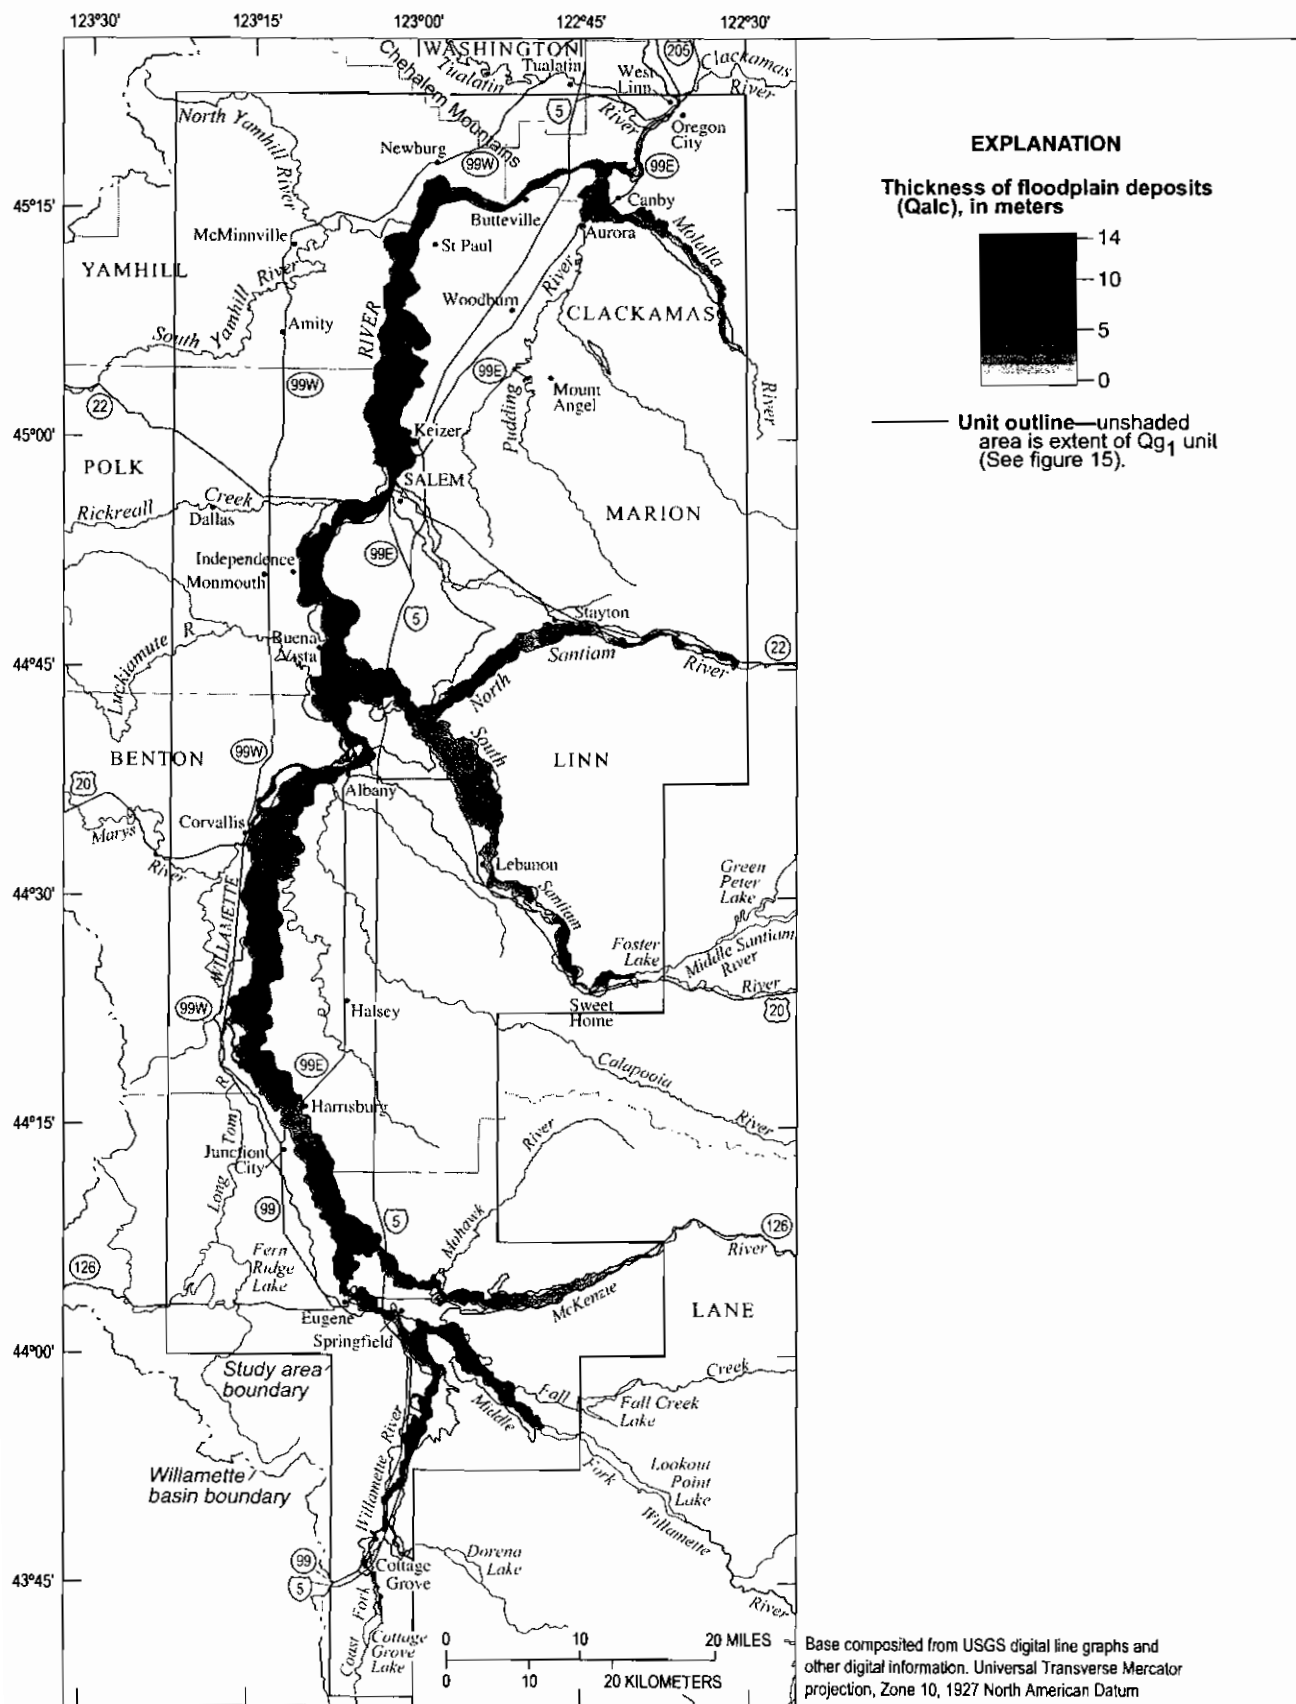 123°30' 123°15' 123°00' 122°45' 122°30'
WASHINGTON
205
Clackamas
River
Chehalem Mountains
Tualatin
Tualatin
River
West
Linn
5
Oregon
City
North Yamhill
River
Newburg
99W
99E
45°15'
Butteville
Canby
Molalla
River
McMinnville
St Paul
Aurora
YAMHILL
South Yamhill River
RIVER
Woodburn
River
CLACKAMAS
Amity
99W
99E
Pudding
Mount
Angel
22
45°00'
Keizer
POLK
SALEM
Rickreall
Creek
Dallas
MARION
99E
Independence
Monmouth
5
Stayton
Luckiamute R
Buena
Vista
22
44°45'
North
Santiam
River
South
BENTON
99W
LINN
20
Albany
Corvallis
Marys
River
Lebanon
Santiam
Green
Peter
Lake
44°30'
WILLAMETTE
Foster
Lake
Middle Santiam
River
River
99W
R
Halsey
Sweet
Home
20
99E
Calapooia
River
Long Tom R
Harrisburg
44°15'
Junction
City
River
Mohawk
99
5
126
River
126
Fern
Ridge
Lake
McKenzie
Eugene
LANE
Springfield
44°00'
Study area
boundary
Creek
Fall
Fall Creek
Lake
Middle
Fork
Willamette
River
Lookout
Point
Lake
Willamette
basin boundary
Willamette River
99
5
Cottage
Grove
Dorena
Lake
43°45'
Coast Fork
Cottage
Grove
Lake
0 10 20 MILES
0 10 20 KILOMETERS
EXPLANATION
Thickness of floodplain deposits
(Qalc), in meters
14
10
5
0
Unit outline—unshaded
area is extent of Qg1 unit
(See figure 15).
Base composited from USGS digital line graphs and
other digital information. Universal Transverse Mercator
projection, Zone 10, 1927 North American Datum